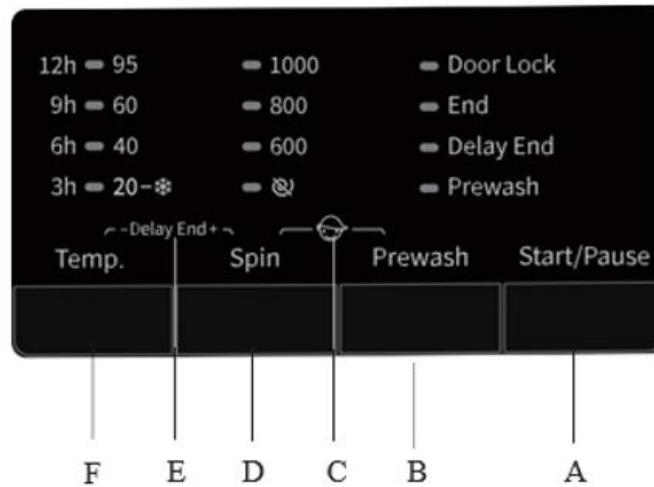 12h 95 1000 Door Lock
9h 60 800 End
6h 40 600 Delay End
3h 20-❄ Prewash
-Delay End+
Temp. Spin Prewash Start/Pause
F E D C B A